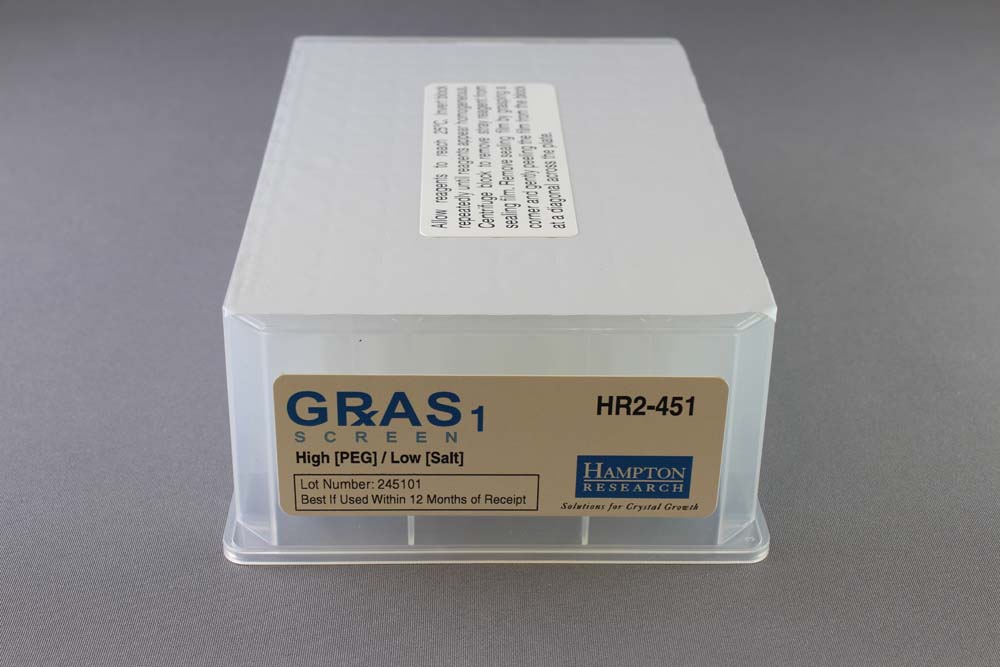 Allow reagents to reach 25ºC. Invert block
repeatedly until reagents appear homogeneous.
Centrifuge block to remove stray reagent from
sealing film. Remove sealing film by grasping a
corner and gently peeling the film from the block
at a diagonal across the plate.
GRxAS 1
SCREEN
High [PEG] / Low [Salt]
Lot Number: 245101
Best If Used Within 12 Months of Receipt
HR2-451
HAMPTON
RESEARCH
Solutions for Crystal Growth